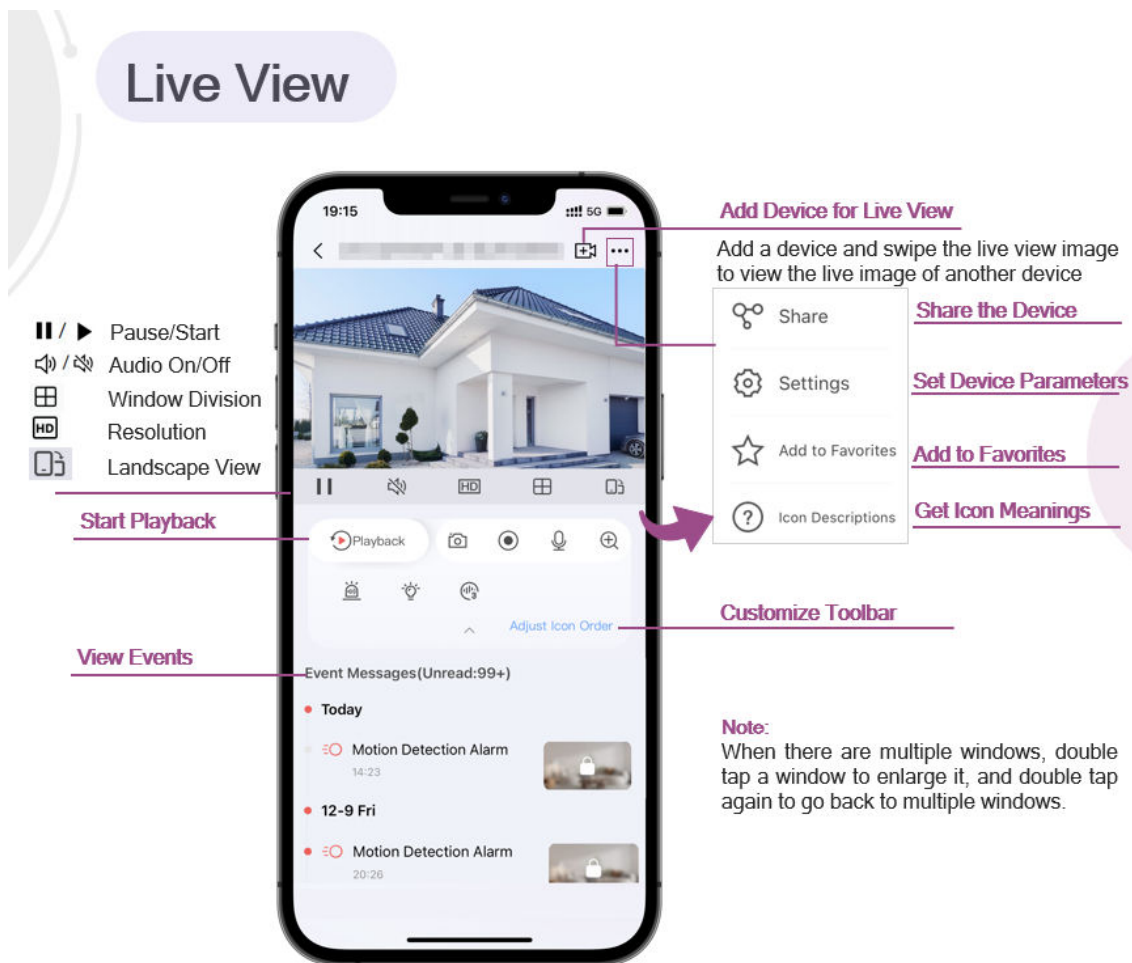 Live View
19:15
5G
Add Device for Live View
Add a device and swipe the live view image
to view the live image of another device
Share
Share the Device
Settings
Set Device Parameters
Add to Favorites
Add to Favorites
Icon Descriptions
Get Icon Meanings
/ Pause/Start
/ Audio On/Off
Window Division
HD Resolution
Landscape View
HD
Start Playback
Playback
3
Adjust Icon Order
Customize Toolbar
View Events
Event Messages(Unread:99+)
Today
Motion Detection Alarm
14:23
12-9 Fri
Motion Detection Alarm
20:26
Note:
When there are multiple windows, double
tap a window to enlarge it, and double tap
again to go back to multiple windows.